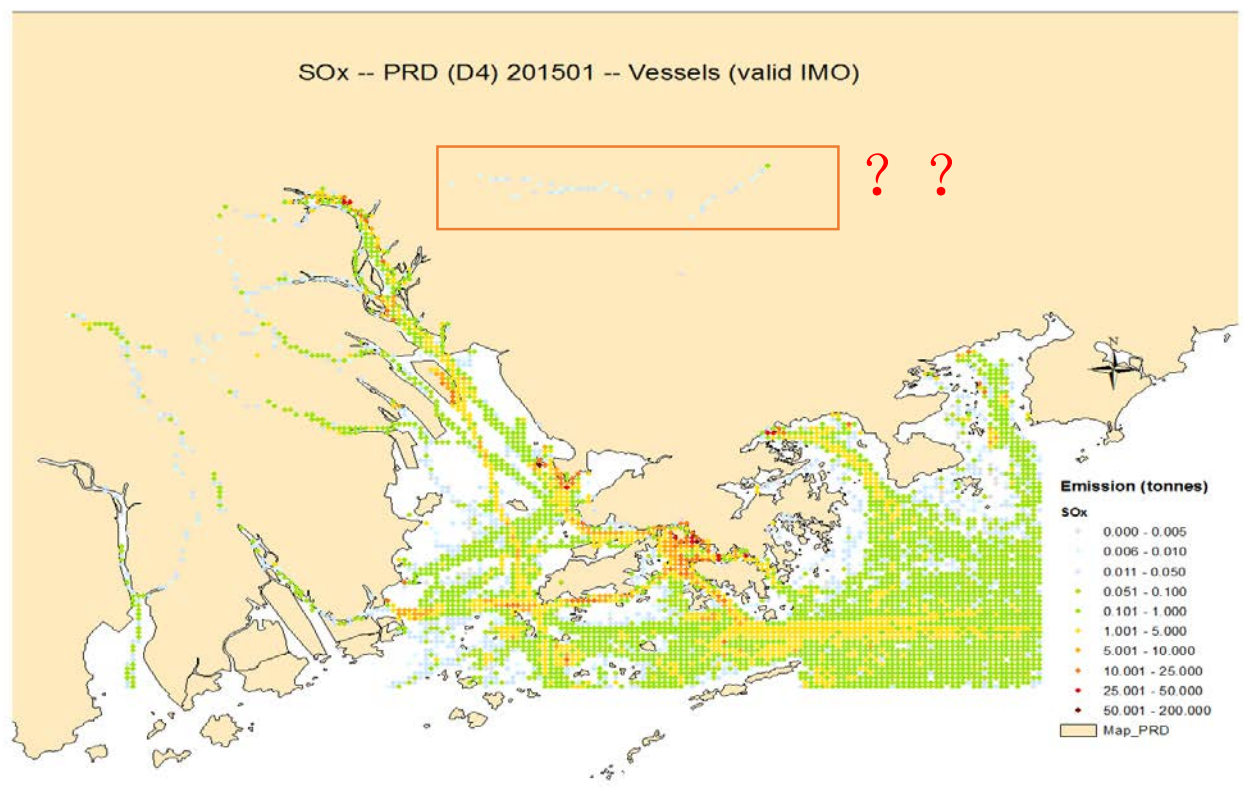 SOx -- PRD (D4) 201501 -- Vessels (valid IMO)
? ?
N
Emission (tonnes)
SOx
0.000 - 0.005
0.006 - 0.010
0.011 - 0.050
0.051 - 0.100
0.101 - 1.000
1.001 - 5.000
5.001 - 10.000
10.001 - 25.000
25.001 - 50.000
50.001 - 200.000
Map_PRD